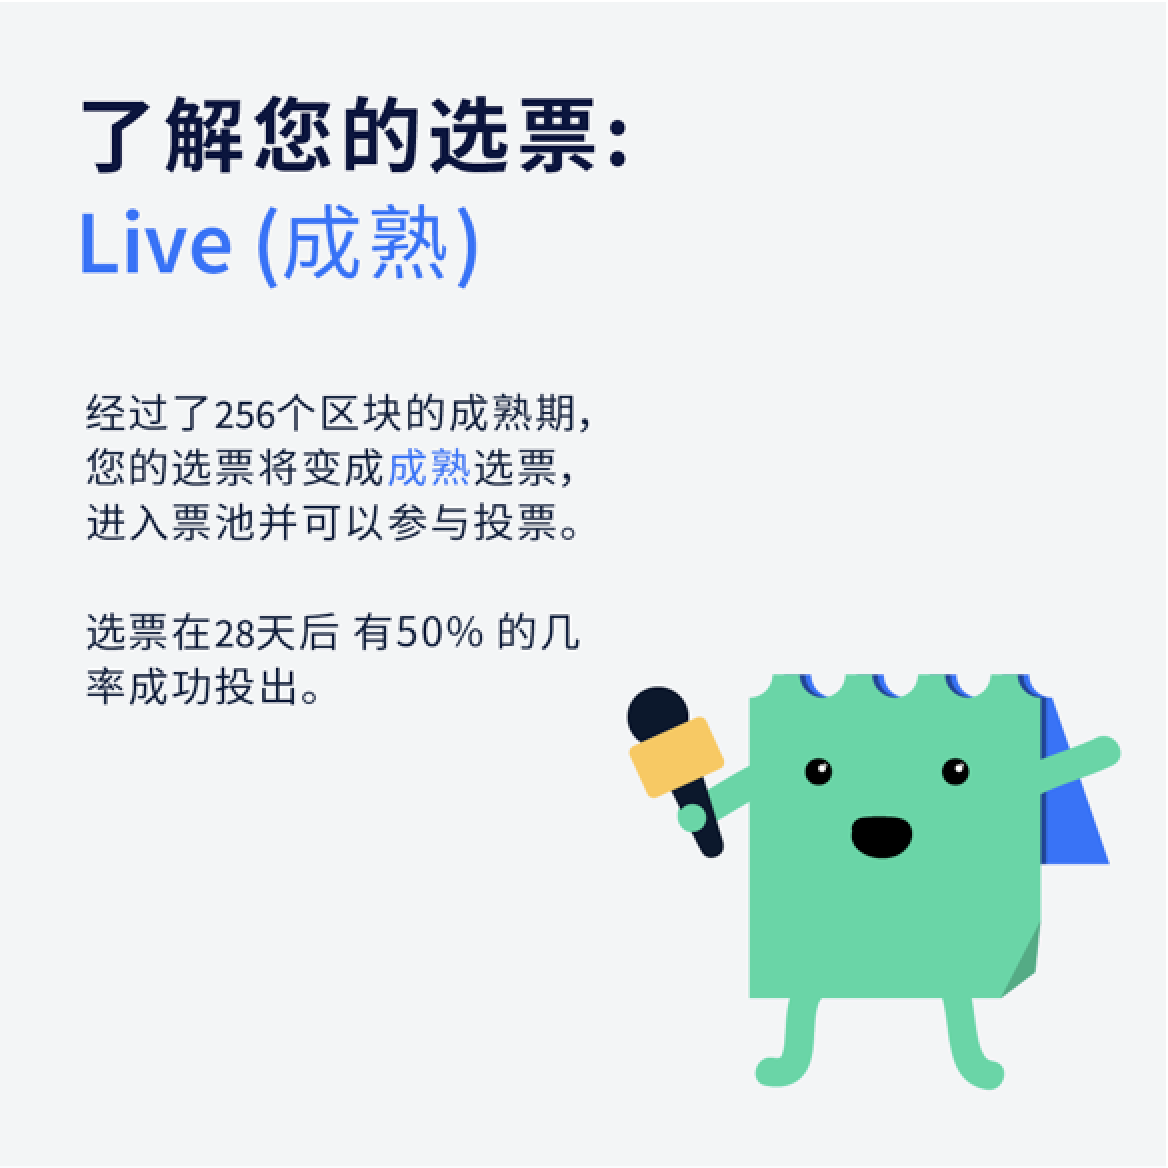 了解您的选票:
Live (成熟)
经过了256个区块的成熟期,
您的选票将变成成熟选票,
进入票池并可以参与投票。
选票在28天后 有50% 的几
率成功投出。